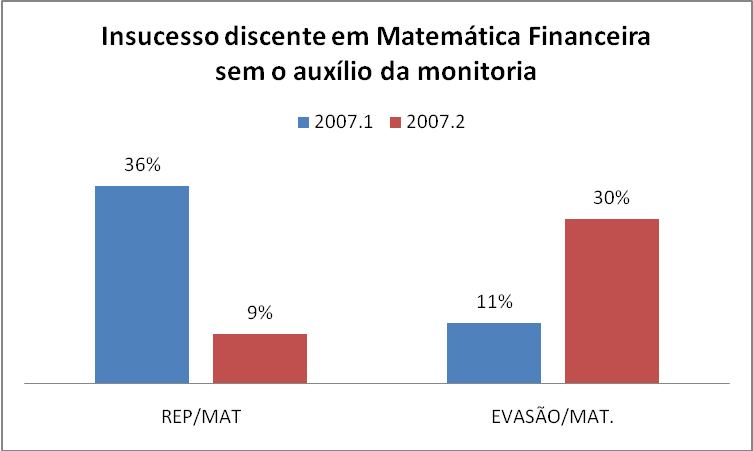 Insucesso discente em Matemática Financeira
sem o auxílio da monitoria
2007.1 2007.2
36%
9%
11%
30%
REP/MAT EVASÃO/MAT.